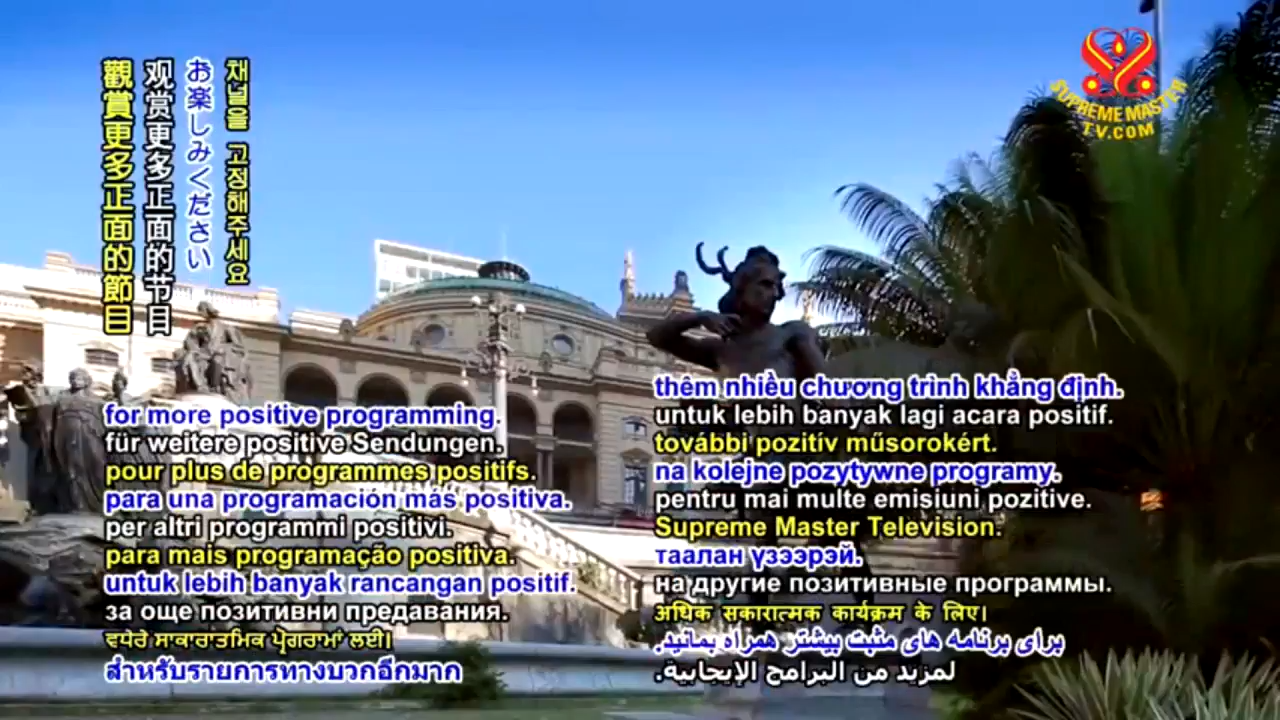 觀賞更多正面的節目
观赏更多正面的节目
お楽しみください
채널을 고정해주세요
SUPREME MASTER
TV.COM
for more positive programming.
für weitere positive Sendungen.
pour plus de programmes positifs.
para una programación más positiva.
per altri programmi positivi.
para mais programação positiva.
untuk lebih banyak rancangan positif.
за още позитивни предавания.
ਵਧੇਰੇ ਸਾਕਾਰਾਤਮਿਕ ਪ੍ਰੋਗਰਾਮਾਂ ਲਈ।
สำหรับรายการทางบวกอีกมาก
thêm nhiều chương trình khẳng định.
untuk lebih banyak lagi acara positif.
további pozitív műsorokért.
na kolejne pozytywne programy.
pentru mai multe emisiuni pozitive.
Supreme Master Television.
таалан үзээрэй.
на другие позитивные программы.
अधिक सकारात्मक कार्यक्रम के लिए।
برای برنامه های مثبت بیشتر همراه بمانید.
لمزيد من البرامج الإيجابية.